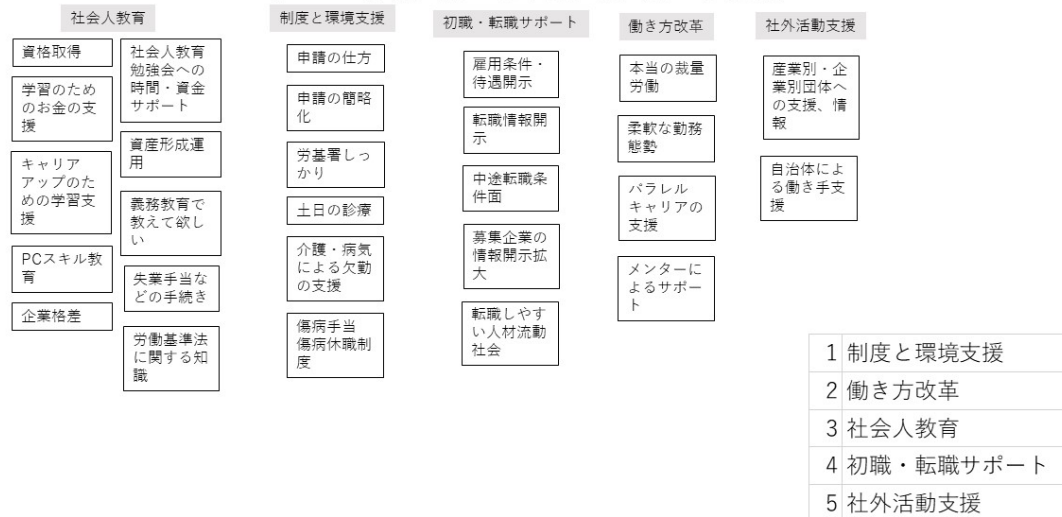 社会人教育
資格取得
学習のため
のお金の支
援
キャリア
アップのた
めの学習支
援
PCスキル教
育
企業格差
社会人教育
勉強会への
時間・資金
サポート
資産形成運
用
義務教育で
教えて欲し
い
失業手当な
どの手続き
労働基準法
に関する知
識
制度と環境支援
申請の仕方
申請の簡略
化
労基署しっ
かり
土日の診療
介護・病気
による欠勤
の支援
傷病手当
傷病休職制
度
初職・転職サポート
雇用条件・
待遇開示
転職情報開
示
中途転職条
件面
募集企業の
情報開示拡
大
転職しやす
い人材流動
社会
働き方改革
本当の裁量
労働
柔軟な勤務
態勢
パラレル
キャリアの
支援
メンターに
よるサポー
ト
社外活動支援
産業別・企
業別団体へ
の支援、情
報
自治体によ
る働き手支
援
1 制度と環境支援
2 働き方改革
3 社会人教育
4 初職・転職サポート
5 社外活動支援